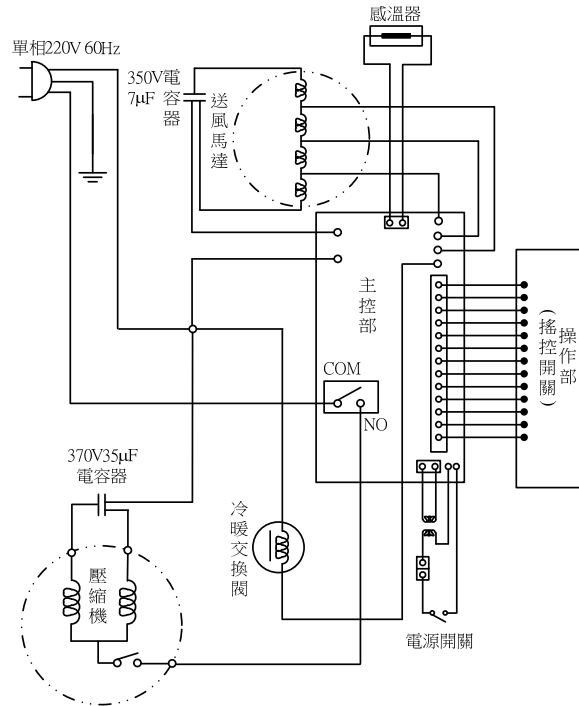 感溫器
單相220V 60Hz
350V電容器
7μF
送風馬達
主控部
操作部
(搖控開關)
COM
NO
370V35μF
電容器
冷暖交換閥
壓縮機
電源開關